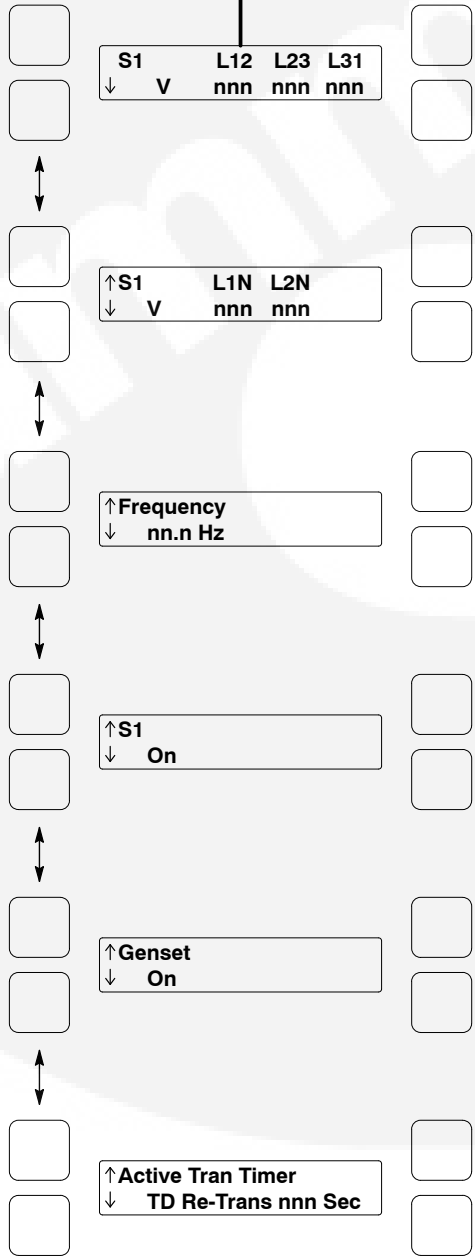 S1 L12 L23 L31
↓ V nnn nnn nnn
↑S1 L1N L2N
↓ V nnn nnn
↑Frequency
↓ nn.n Hz
↑S1
↓ On
↑Genset
↓ On
↑Active Tran Timer
↓ TD Re-Trans nnn Sec